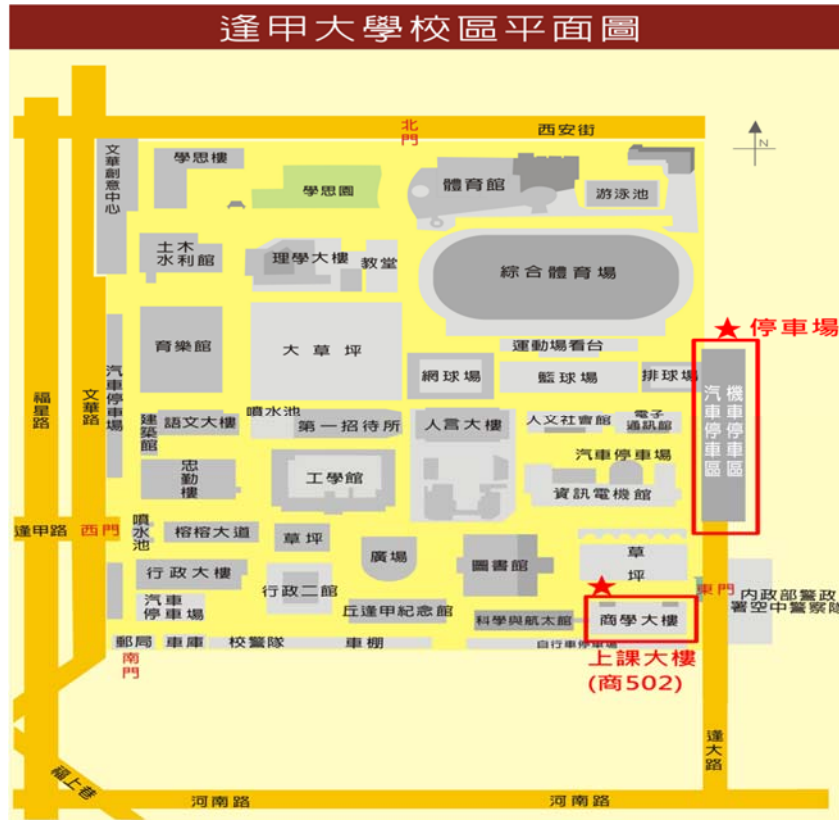 逢甲大學校區平面圖
北門
西安街
N
文華創意中心
學思樓
學思園
體育館
游泳池
土木
水利館
理學大樓
教堂
綜合體育場
★停車場
運動場看台
育樂館
大草坪
網球場
籃球場
排球場
汽車停車場
文華路
福星路
機車停車區
汽車停車區
建築館
語文大樓
噴水池
第一招待所
人言大樓
人文社會館
電子
通訊館
忠勤樓
工學館
汽車停車場
資訊電機館
逢甲路
西門
噴水池
榕榕大道
草坪
廣場
圖書館
草坪
行政大樓
行政二館
東門
內政部警政
署空中警察隊
汽車
停車場
丘逢甲紀念館
科學與航太館
商學大樓
郵局
車庫
校警隊
車棚
自行車停車場
南門
上課大樓
(商502)
逢大路
福上巷
河南路
河南路